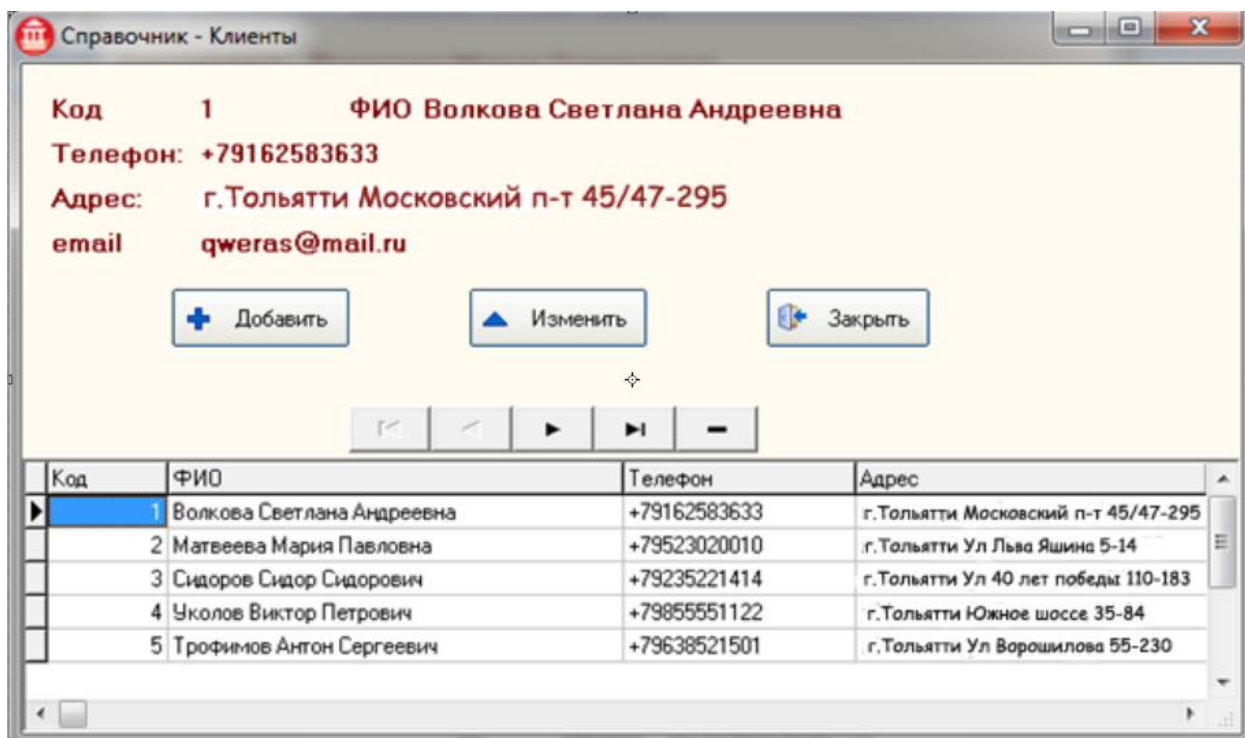 Справочник - Клиенты
Код 1 ФИО Волкова Светлана Андреевна
Телефон: +79162583633
Адрес: г.Тольятти Московский п-т 45/47-295
email qweras@mail.ru
Добавить Изменить Закрыть
Код ФИО Телефон Адрес
1 Волкова Светлана Андреевна +79162583633 г.Тольятти Московский п-т 45/47-295
2 Матвеева Мария Павловна +79523020010 г.Тольятти Ул Льва Яшина 5-14
3 Сидоров Сидор Сидорович +79235221414 г.Тольятти Ул 40 лет победы 110-183
4 Уколов Виктор Петрович +79855551122 г.Тольятти Южное шоссе 35-84
5 Трофимов Антон Сергеевич +79638521501 г.Тольятти Ул Ворошилова 55-230